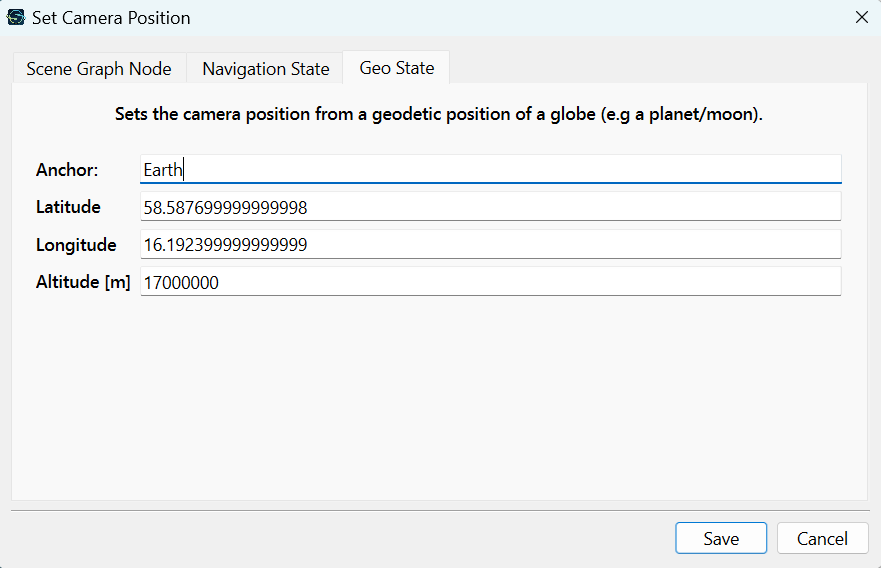 Set Camera Position
Scene Graph Node Navigation State Geo State
Sets the camera position from a geodetic position of a globe (e.g a planet/moon).
Anchor: Earth
Latitude 58.587699999999998
Longitude 16.192399999999999
Altitude [m] 17000000
Save Cancel